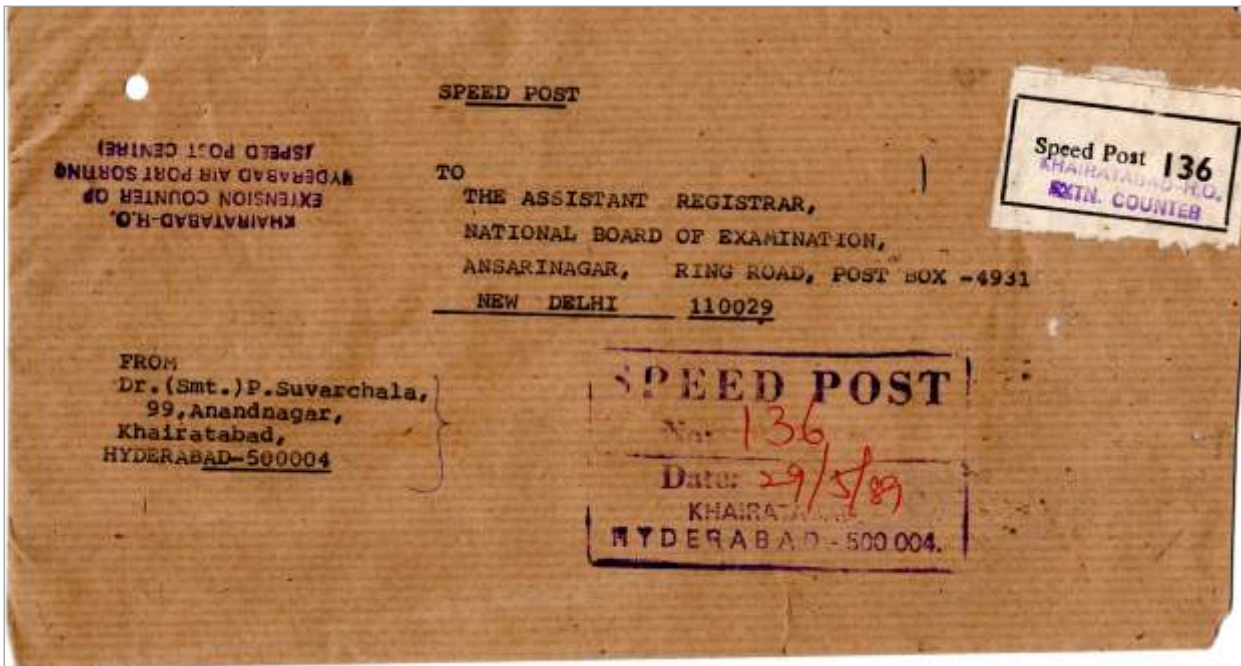 SPEED POST
Speed Post 136
KHAIRATABAD-H.O.
EXTN. COUNTER
KHAIRATABAD-H.O.
EXTENSION COUNTER OP
HYDERABAD AIR PORT SORTING
(SPEED POST CENTRE)
TO
THE ASSISTANT REGISTRAR,
NATIONAL BOARD OF EXAMINATION,
ANSARINAGAR, RING ROAD, POST BOX -4931
NEW DELHI 110029
FROM
Dr.(Smt.)P.Suvarchala,
99,Anandnagar,
Khairatabad,
HYDERABAD-500004
SPEED POST
No: 136
Date: 29/5/89
HYDERABAD-500 004.